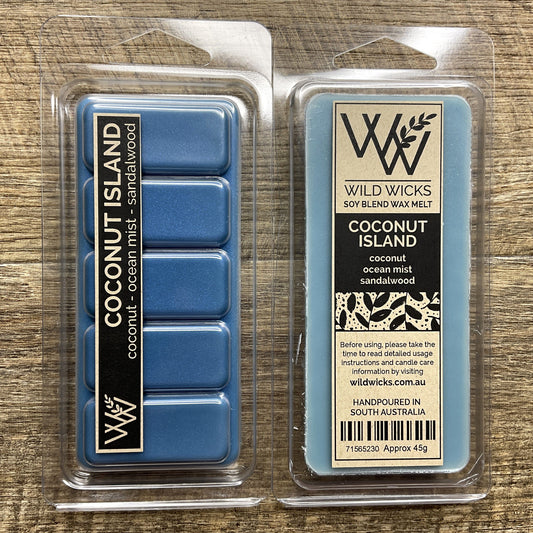 COCONUT ISLAND
coconut - ocean mist - sandalwood
WW
WW
WILD WICKS
SOY BLEND WAX MELT
COCONUT
ISLAND
coconut
ocean mist
sandalwood
Before using, please take the
time to read detailed usage
instructions and candle care
information by visiting
wildwicks.com.au
HANDPOURED IN
SOUTH AUSTRALIA
71565230 Approx 45g